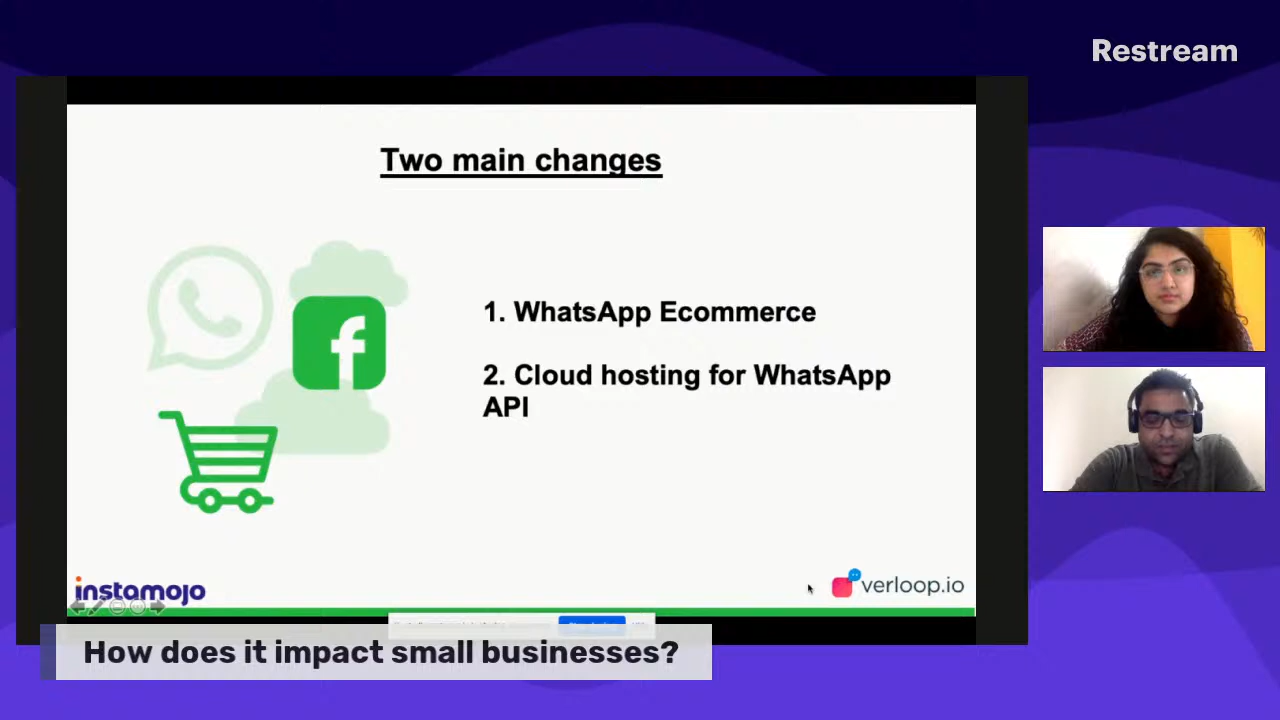 Restream
Two main changes
1. WhatsApp Ecommerce
2. Cloud hosting for WhatsApp
API
instamojo
verloop.io
How does it impact small businesses?